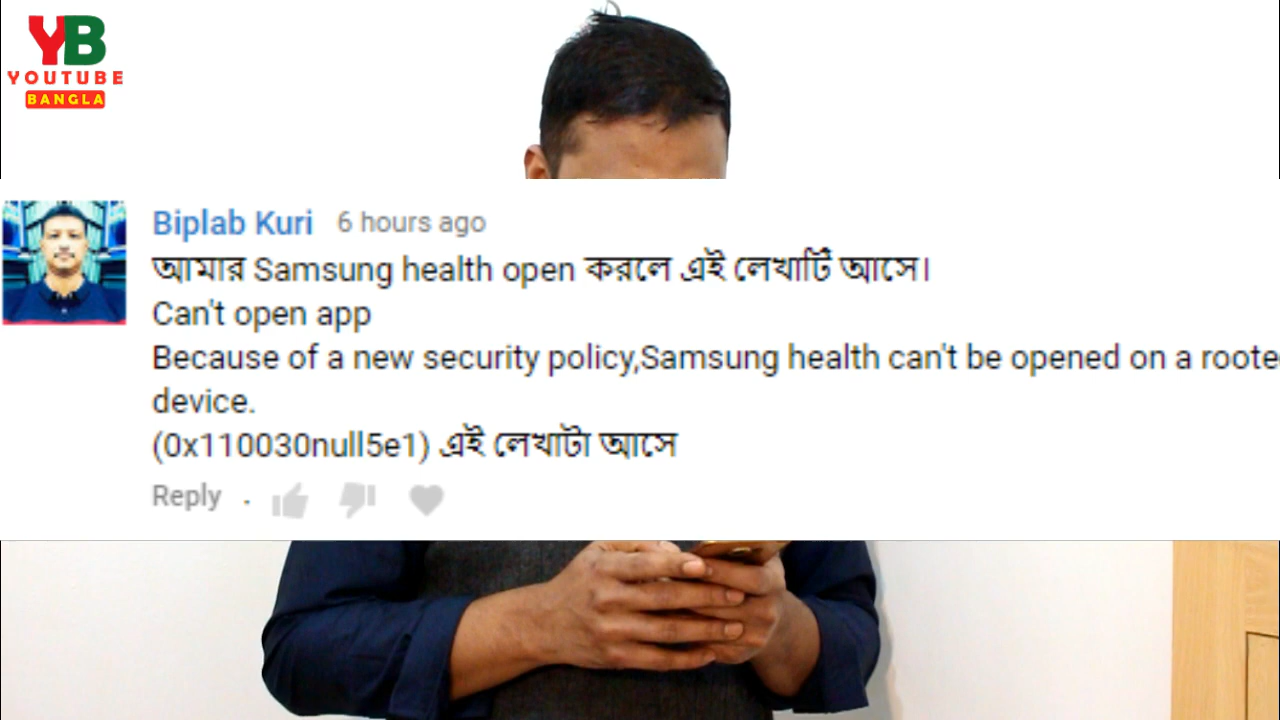 YB
YOUTUBE
BANGLA
Biplab Kuri 6 hours ago
আমার Samsung health open করলে এই লেখাটি আসে।
Can't open app
Because of a new security policy,Samsung health can't be opened on a roote
device.
(0x110030null5e1) এই লেখাটা আসে
Reply .